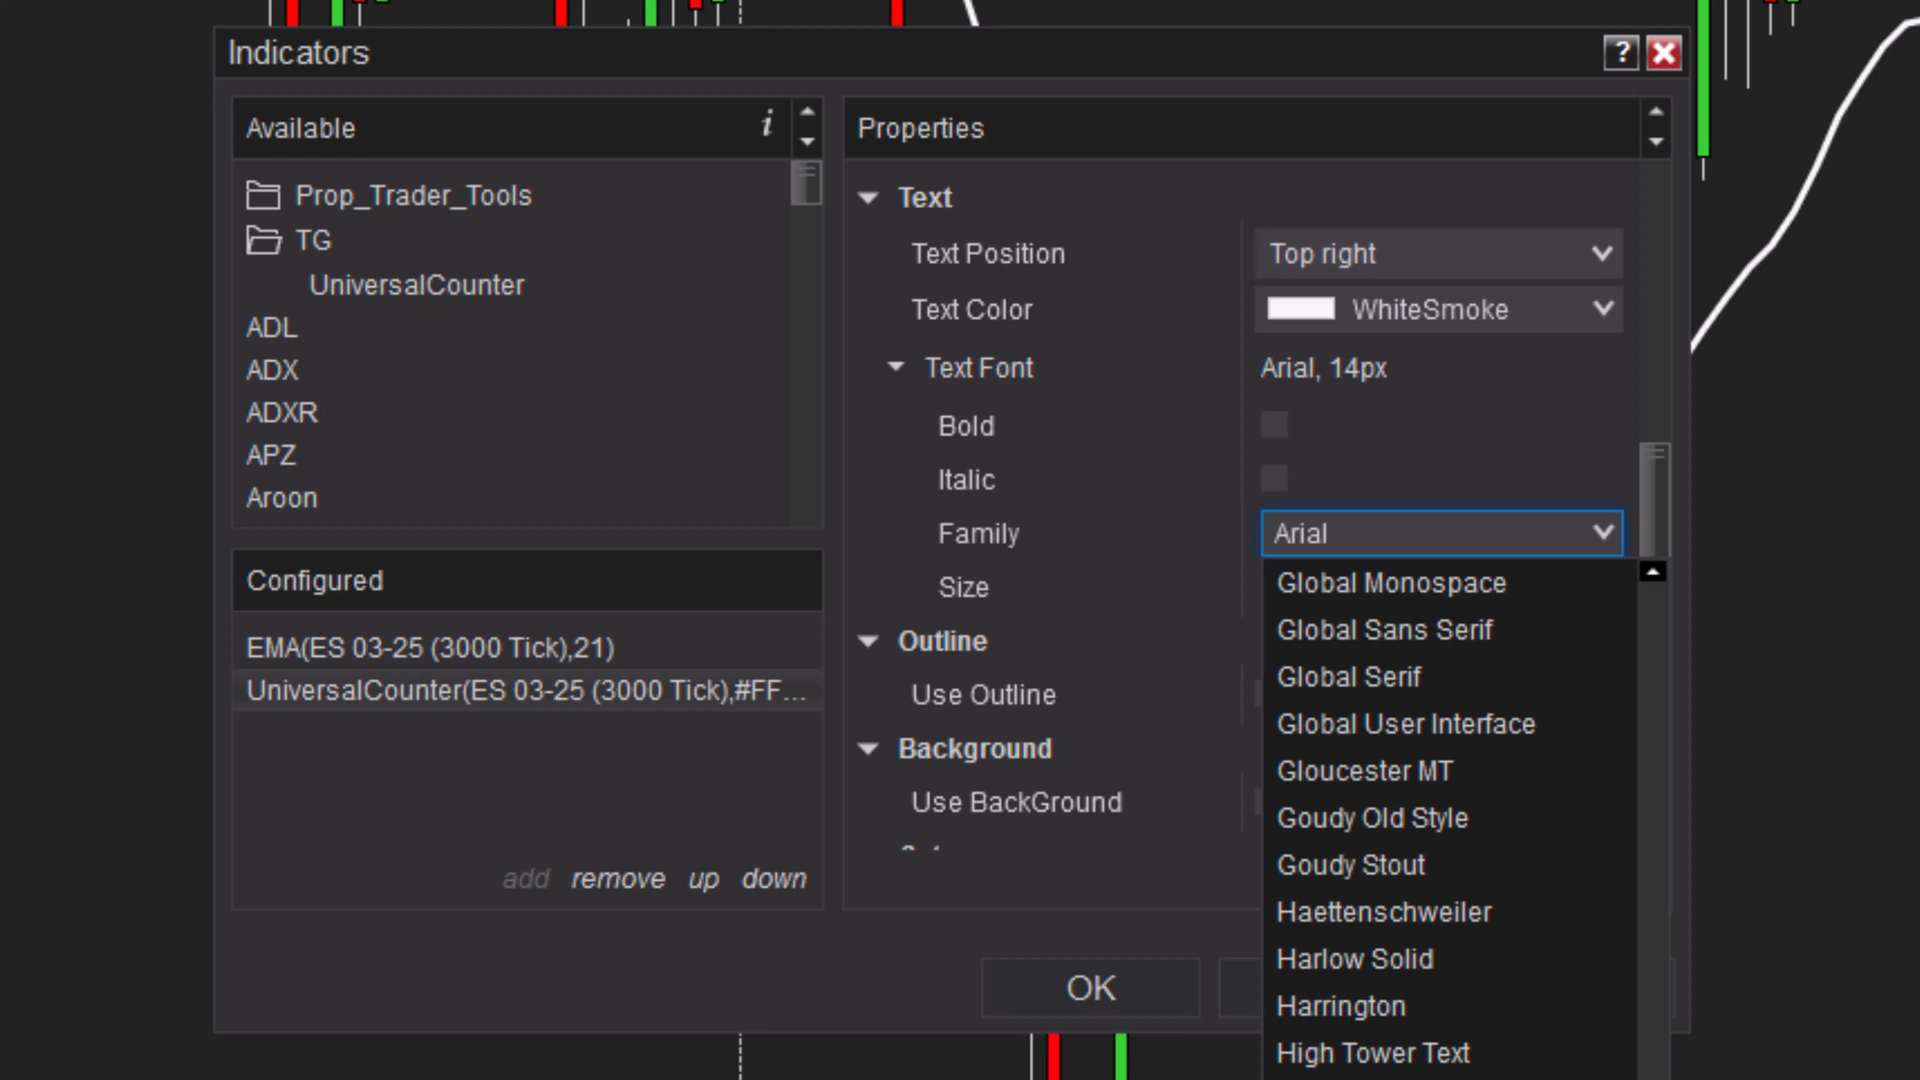 Indicators
?
Available
i
Prop_Trader_Tools
TG
UniversalCounter
ADL
ADX
ADXR
APZ
Aroon
Configured
EMA(ES 03-25 (3000 Tick),21)
UniversalCounter(ES 03-25 (3000 Tick),#FF...
add remove up down
Properties
Text
Text Position Top right
Text Color WhiteSmoke
Text Font Arial, 14px
Bold
Italic
Family Arial
Size
Outline
Use Outline
Background
Use BackGround
Global Monospace
Global Sans Serif
Global Serif
Global User Interface
Gloucester MT
Goudy Old Style
Goudy Stout
Haettenschweiler
Harlow Solid
Harrington
High Tower Text
OK